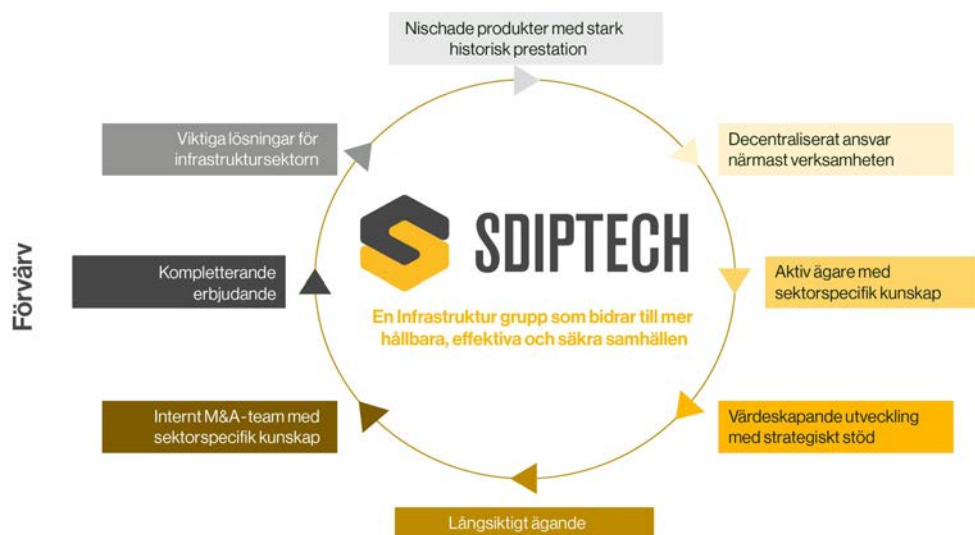 Nischade produkter med stark
historisk prestation
Viktiga lösningar för
infrastruktursektorn
Decentraliserat ansvar
närmast verksamheten
Förvärv
SDIPTECH
En Infrastruktur grupp som bidrar till mer
hållbara, effektiva och säkra samhällen
Kompletterande
erbjudande
Aktiv ägare med
sektorspecifik kunskap
Internt M&A-team med
sektorspecifik kunskap
Värdeskapande utveckling
med strategiskt stöd
Långsiktigt ägande